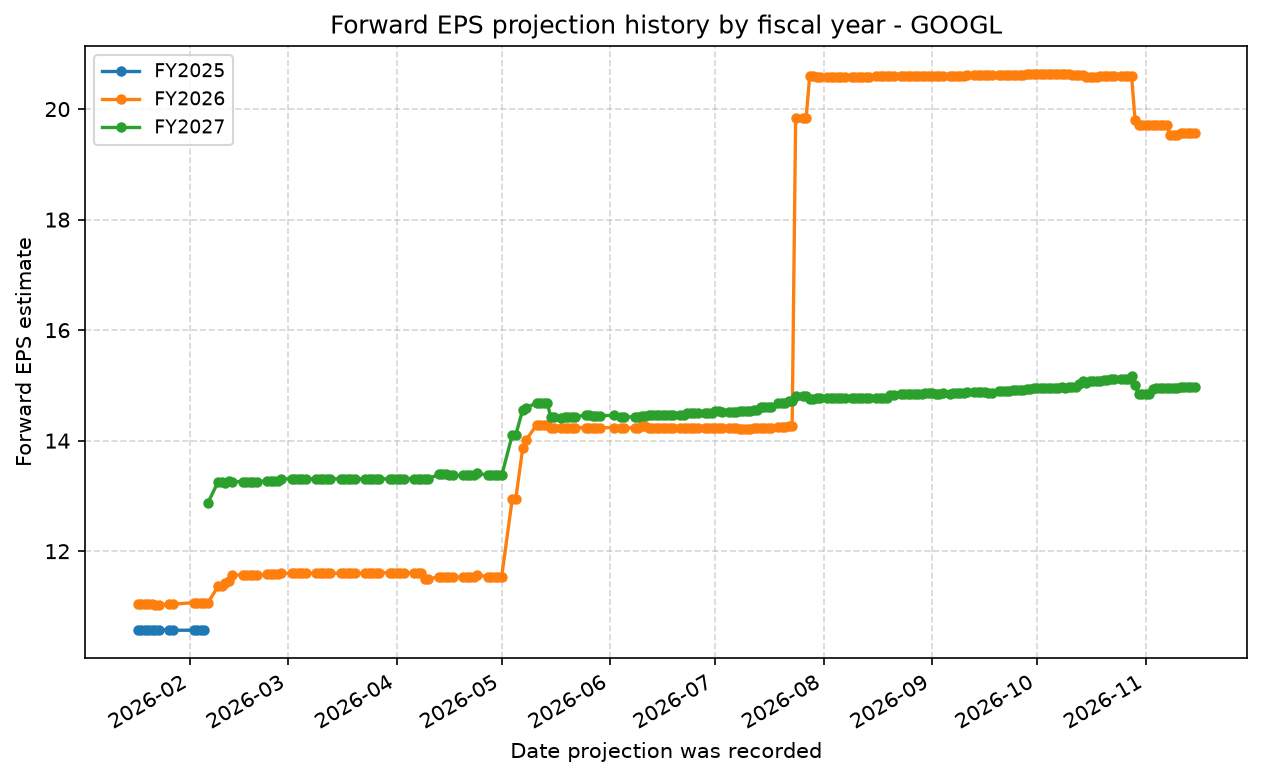 Forward EPS projection history by fiscal year - GOOGL
FY2025
FY2026
FY2027
Forward EPS estimate
20
18
16
14
12
2026-02
2026-03
2026-04
2026-05
2026-06
2026-07
2026-08
2026-09
2026-10
2026-11
Date projection was recorded